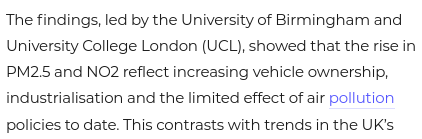 The findings, led by the University of Birmingham and
University College London (UCL), showed that the rise in
PM2.5 and NO2 reflect increasing vehicle ownership,
industrialisation and the limited effect of air pollution
policies to date. This contrasts with trends in the UK’s